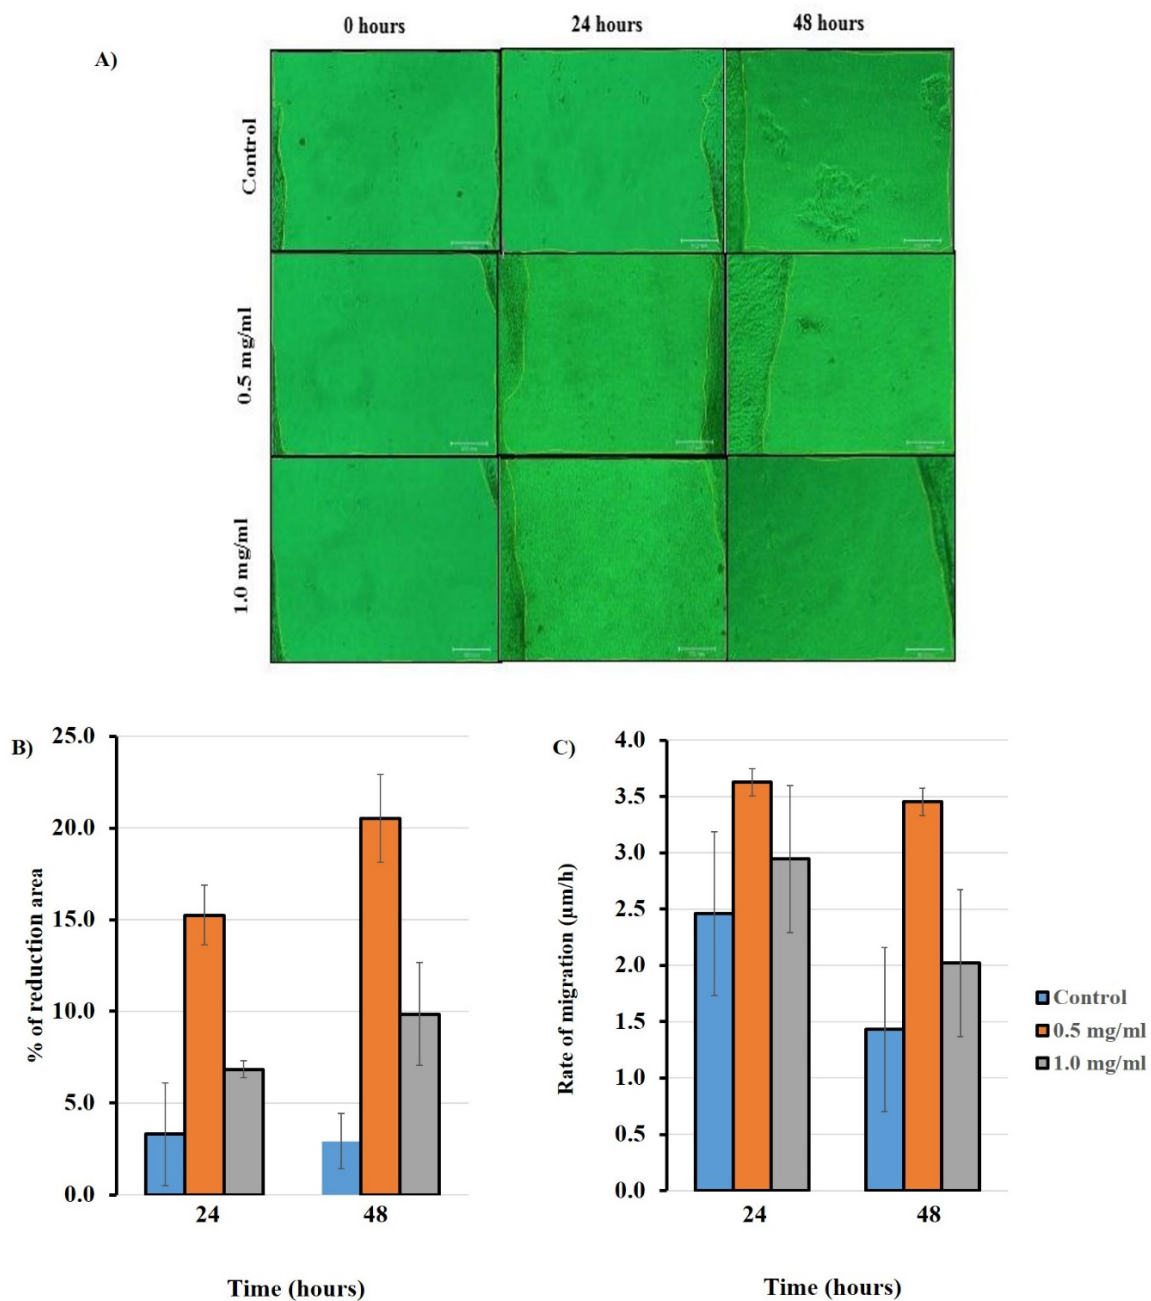 0 hours 24 hours 48 hours
A)
Control
0.5 mg/ml
1.0 mg/ml
B)
25.0
20.0
15.0
10.0
5.0
0.0
% of reduction area
24 48
Time (hours)
C)
4.0
3.5
3.0
2.5
2.0
1.5
1.0
0.5
0.0
Rate of migration (µm/h)
24 48
Time (hours)
Control
0.5 mg/ml
1.0 mg/ml